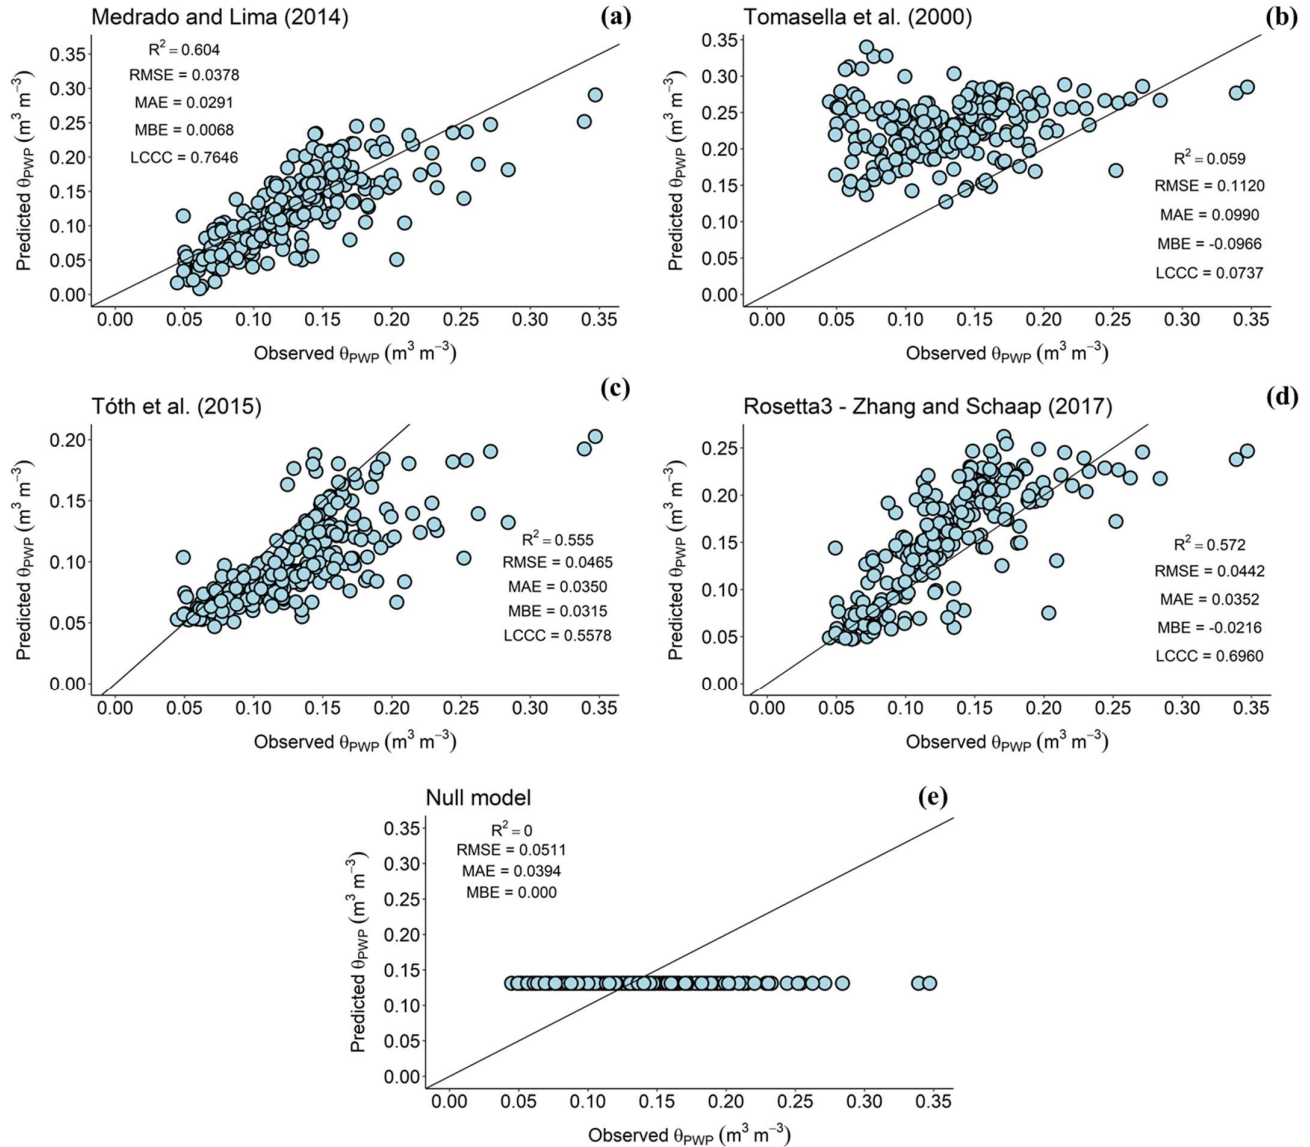 Medrado and Lima (2014)
(a)
R² = 0.604
RMSE = 0.0378
MAE = 0.0291
MBE = 0.0068
LCCC = 0.7646
Predicted θPWP (m³ m⁻³)
0.35
0.30
0.25
0.20
0.15
0.10
0.05
0.00
0.00 0.05 0.10 0.15 0.20 0.25 0.30 0.35
Observed θPWP (m³ m⁻³)
Tomasella et al. (2000)
(b)
Predicted θPWP (m³ m⁻³)
0.35
0.30
0.25
0.20
0.15
0.10
0.05
0.00
R² = 0.059
RMSE = 0.1120
MAE = 0.0990
MBE = -0.0966
LCCC = 0.0737
0.00 0.05 0.10 0.15 0.20 0.25 0.30 0.35
Observed θPWP (m³ m⁻³)
Tóth et al. (2015)
(c)
Predicted θPWP (m³ m⁻³)
0.20
0.15
0.10
0.05
0.00
R² = 0.555
RMSE = 0.0465
MAE = 0.0350
MBE = 0.0315
LCCC = 0.5578
0.00 0.05 0.10 0.15 0.20 0.25 0.30 0.35
Observed θPWP (m³ m⁻³)
Rosetta3 - Zhang and Schaap (2017)
(d)
Predicted θPWP (m³ m⁻³)
0.25
0.20
0.15
0.10
0.05
0.00
R² = 0.572
RMSE = 0.0442
MAE = 0.0352
MBE = -0.0216
LCCC = 0.6960
0.00 0.05 0.10 0.15 0.20 0.25 0.30 0.35
Observed θPWP (m³ m⁻³)
Null model
(e)
R² = 0
RMSE = 0.0511
MAE = 0.0394
MBE = 0.000
Predicted θPWP (m³ m⁻³)
0.35
0.30
0.25
0.20
0.15
0.10
0.05
0.00
0.00 0.05 0.10 0.15 0.20 0.25 0.30 0.35
Observed θPWP (m³ m⁻³)